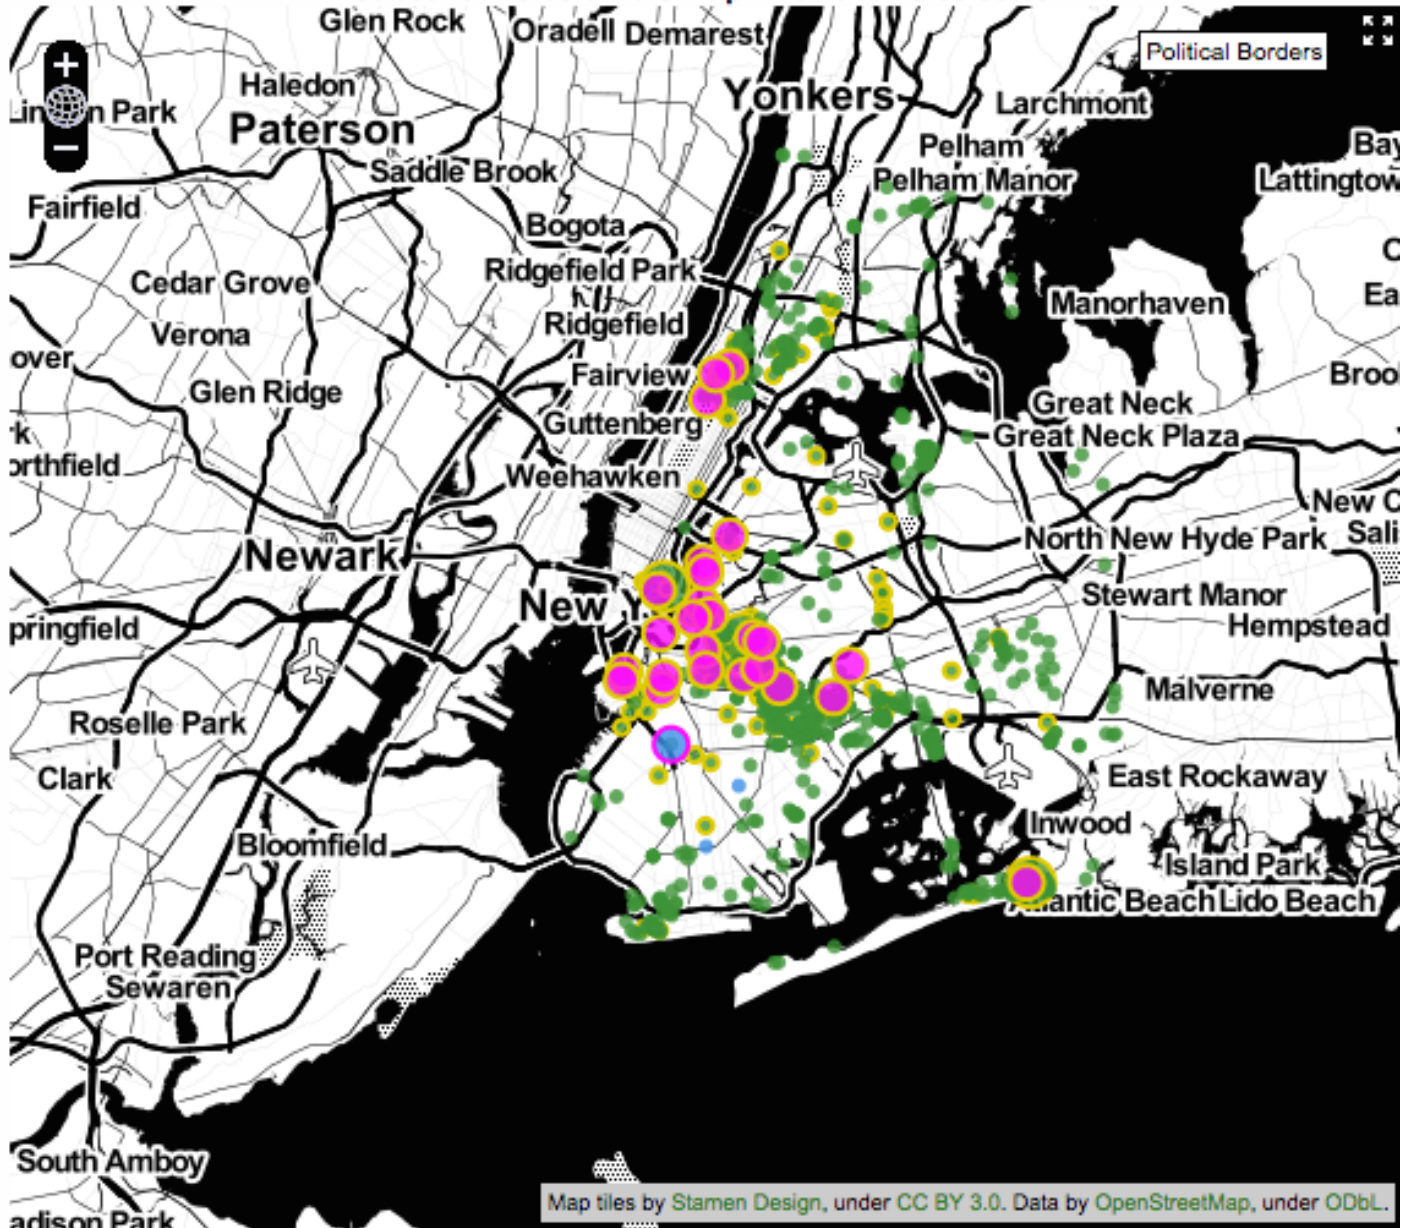 Glen Rock
Oradell Demarest
Political Borders
+
Haledon
Yonkers
Larchmont
Paterson
Pelham
Saddle Brook
Pelham Manor
Fairfield
Bogota
Ridgefield Park
Cedar Grove
Manorhaven
Ridgefield
Verona
Fairview
Glen Ridge
Great Neck
Guttenberg
Great Neck Plaza
Weehawken
North New Hyde Park
Newark
Stewart Manor
Hempstead
Malverne
Roselle Park
Clark
East Rockaway
Inwood
Bloomfield
Island Park
Lido Beach
Port Reading
Sewaren
South Amboy
Map tiles by Stamen Design, under CC BY 3.0. Data by OpenStreetMap, under ODbL.